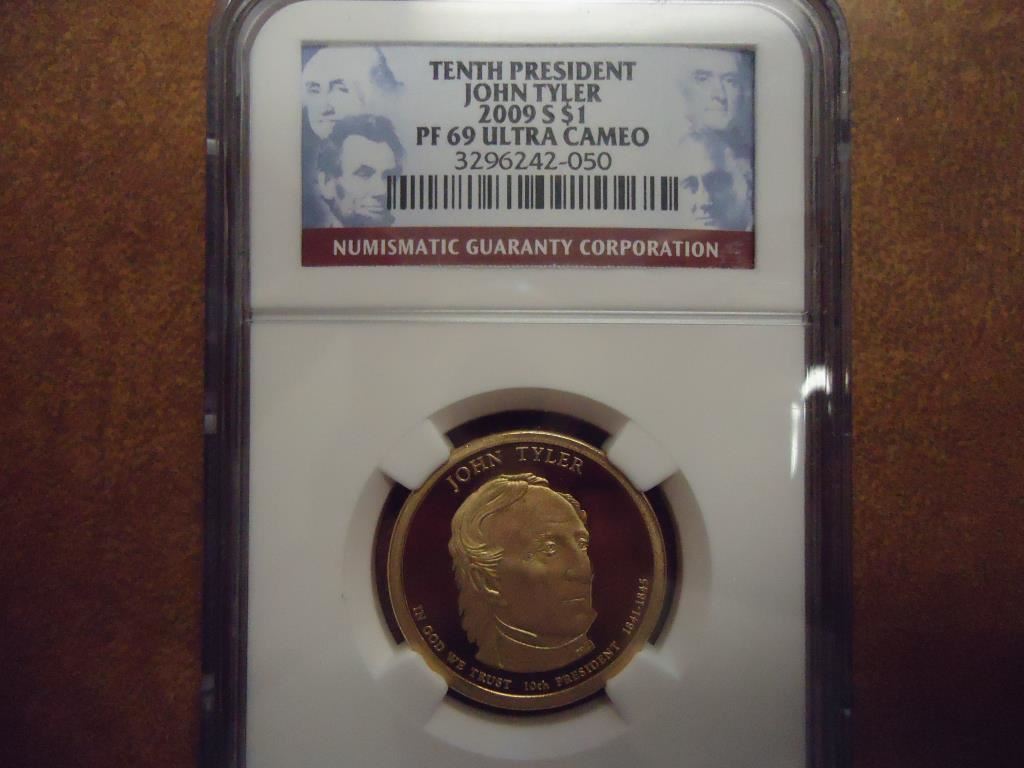 TENTH PRESIDENT
JOHN TYLER
2009 S $1
PF 69 ULTRA CAMEO
3296242-050
NUMISMATIC GUARANTY CORPORATION
JOHN TYLER
IN GOD WE TRUST 10th PRESIDENT 1841-1845